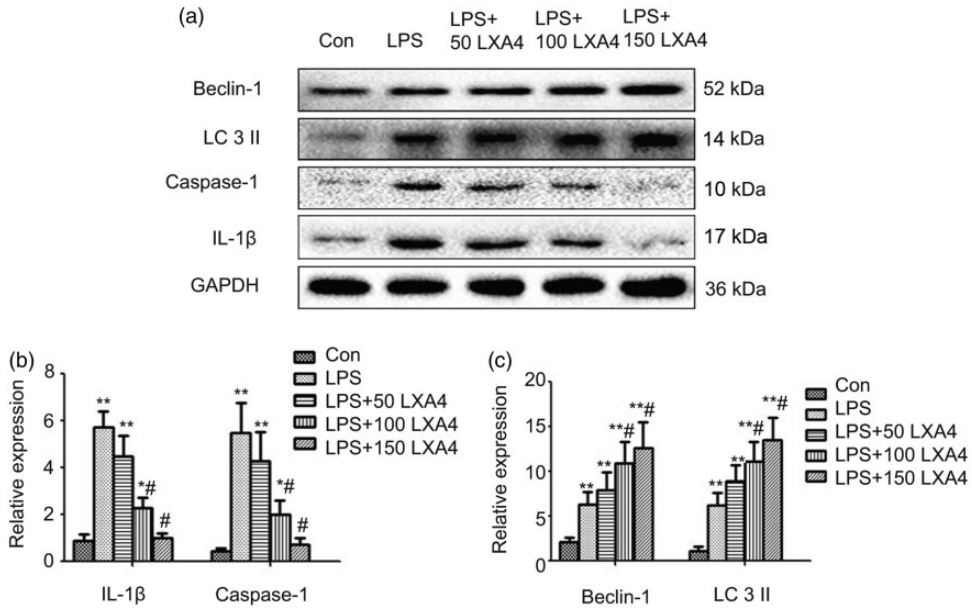 (a)
Con LPS LPS+ 50 LXA4 LPS+ 100 LXA4 LPS+ 150 LXA4
Beclin-1 52 kDa
LC 3 II 14 kDa
Caspase-1 10 kDa
IL-1β 17 kDa
GAPDH 36 kDa
(b)
Relative expression
8
6
4
2
0
** ** *# #
** ** *# #
IL-1β Caspase-1
Con
LPS
LPS+50 LXA4
LPS+100 LXA4
LPS+150 LXA4
(c)
Relative expression
20
15
10
5
0
** ** **# **#
** ** **# **#
Beclin-1 LC 3 II
Con
LPS
LPS+50 LXA4
LPS+100 LXA4
LPS+150 LXA4